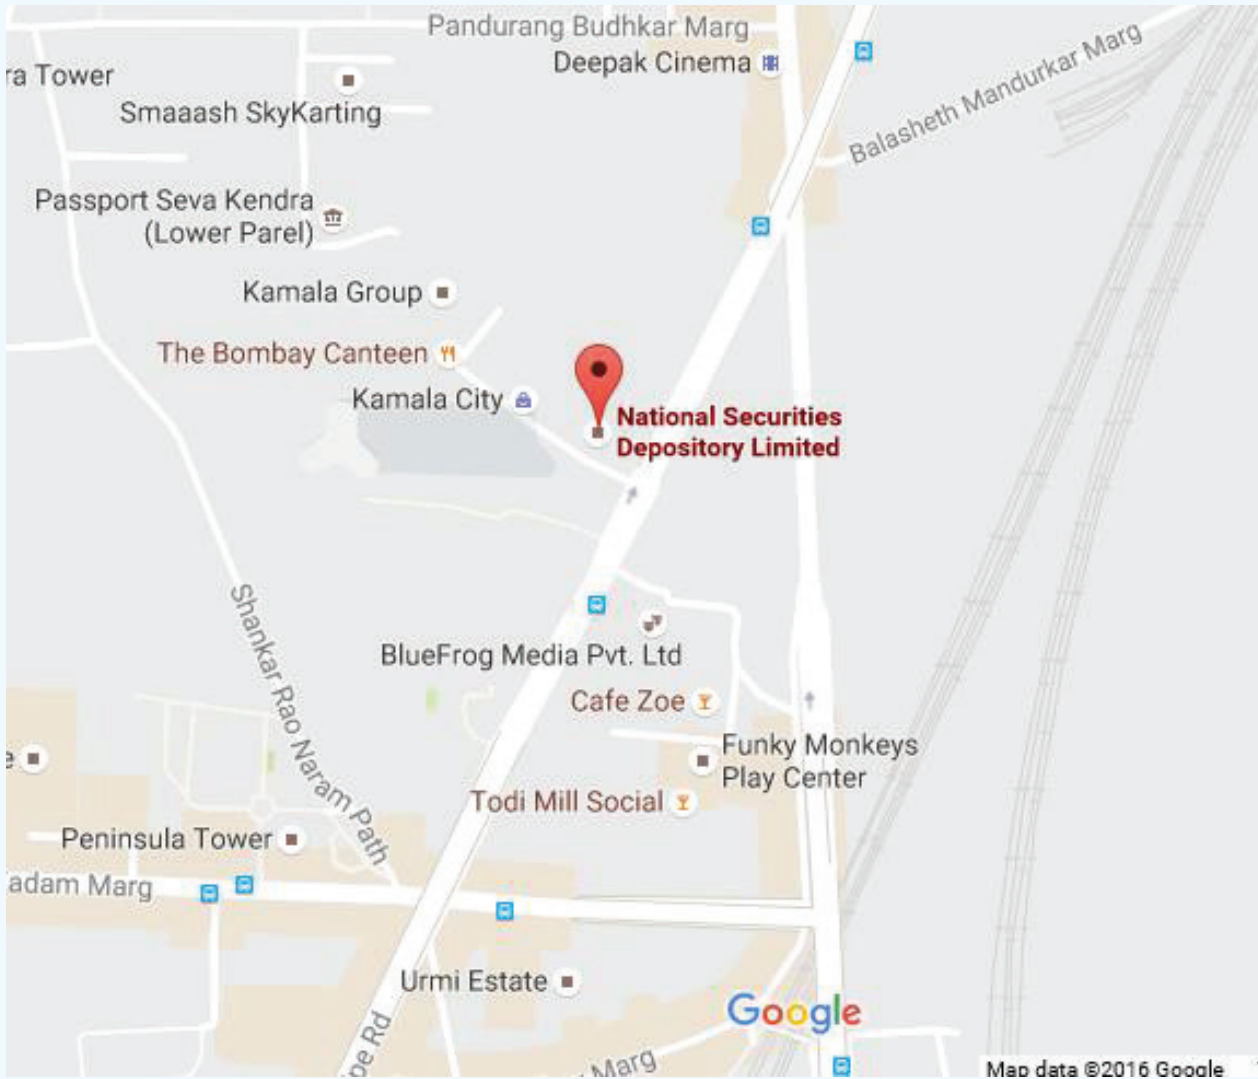 Pandurang Budhkar Marg
Deepak Cinema
ra Tower
Smaaash SkyKarting
Balasheth Mandurkar Marg
Passport Seva Kendra
(Lower Parel)
Kamala Group
The Bombay Canteen
Kamala City
National Securities
Depository Limited
Shankar Rao Naram Path
BlueFrog Media Pvt. Ltd
Cafe Zoe
Funky Monkeys
Play Center
e
Todi Mill Social
Peninsula Tower
adam Marg
Urmi Estate
Google
pe Rd
Marg
Map data ©2016 Google